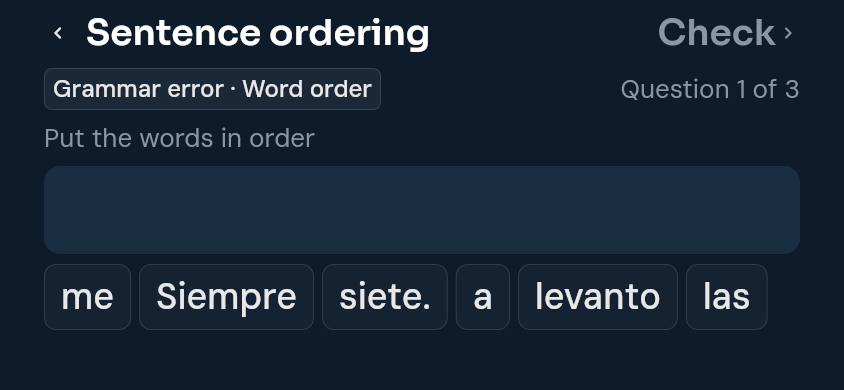 ‹ Sentence ordering Check ›
Grammar error · Word order Question 1 of 3
Put the words in order
me Siempre siete. a levanto las